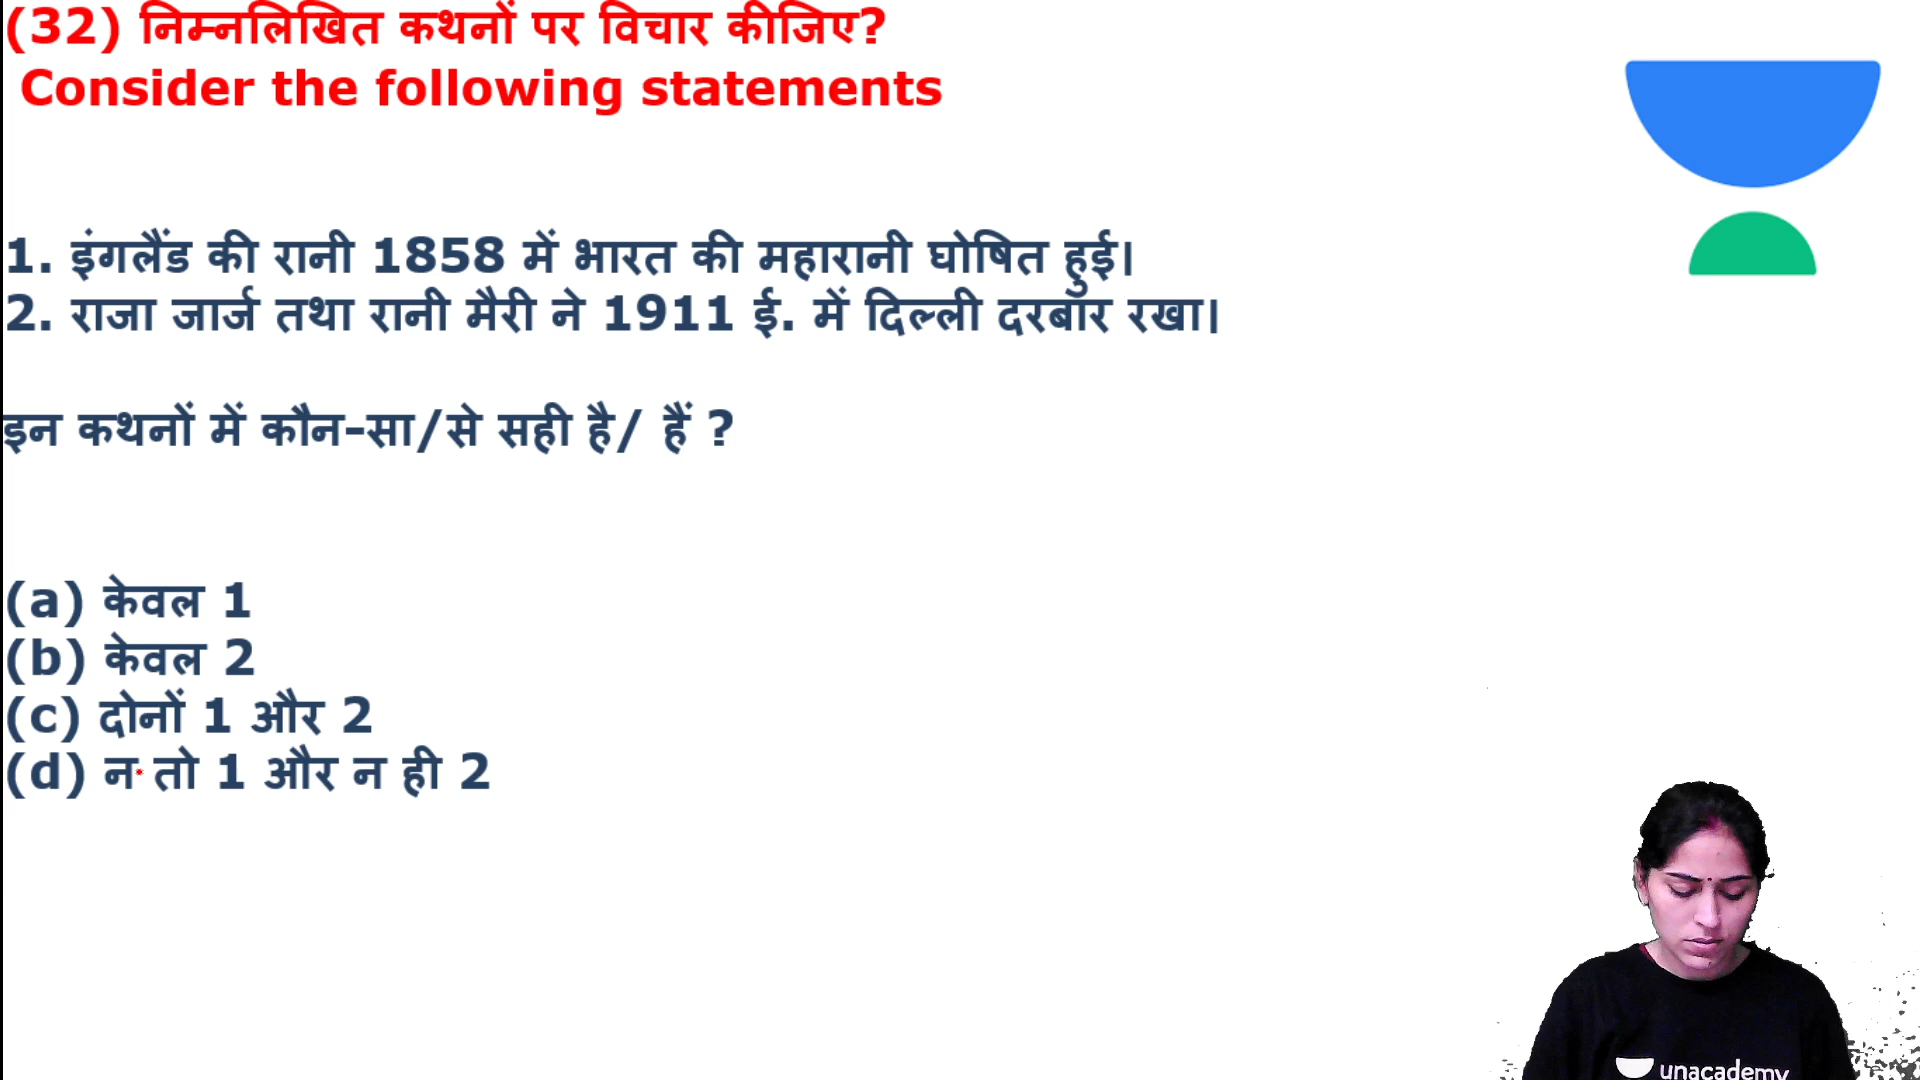 (32) निम्नलिखित कथनों पर विचार कीजिए?
Consider the following statements
1. इंगलैंड की रानी 1858 में भारत की महारानी घोषित हुई।
2. राजा जार्ज तथा रानी मैरी ने 1911 ई. में दिल्ली दरबार रखा।
इन कथनों में कौन-सा/से सही है/ हैं ?
(a) केवल 1
(b) केवल 2
(c) दोनों 1 और 2
(d) न तो 1 और न ही 2
unacademy